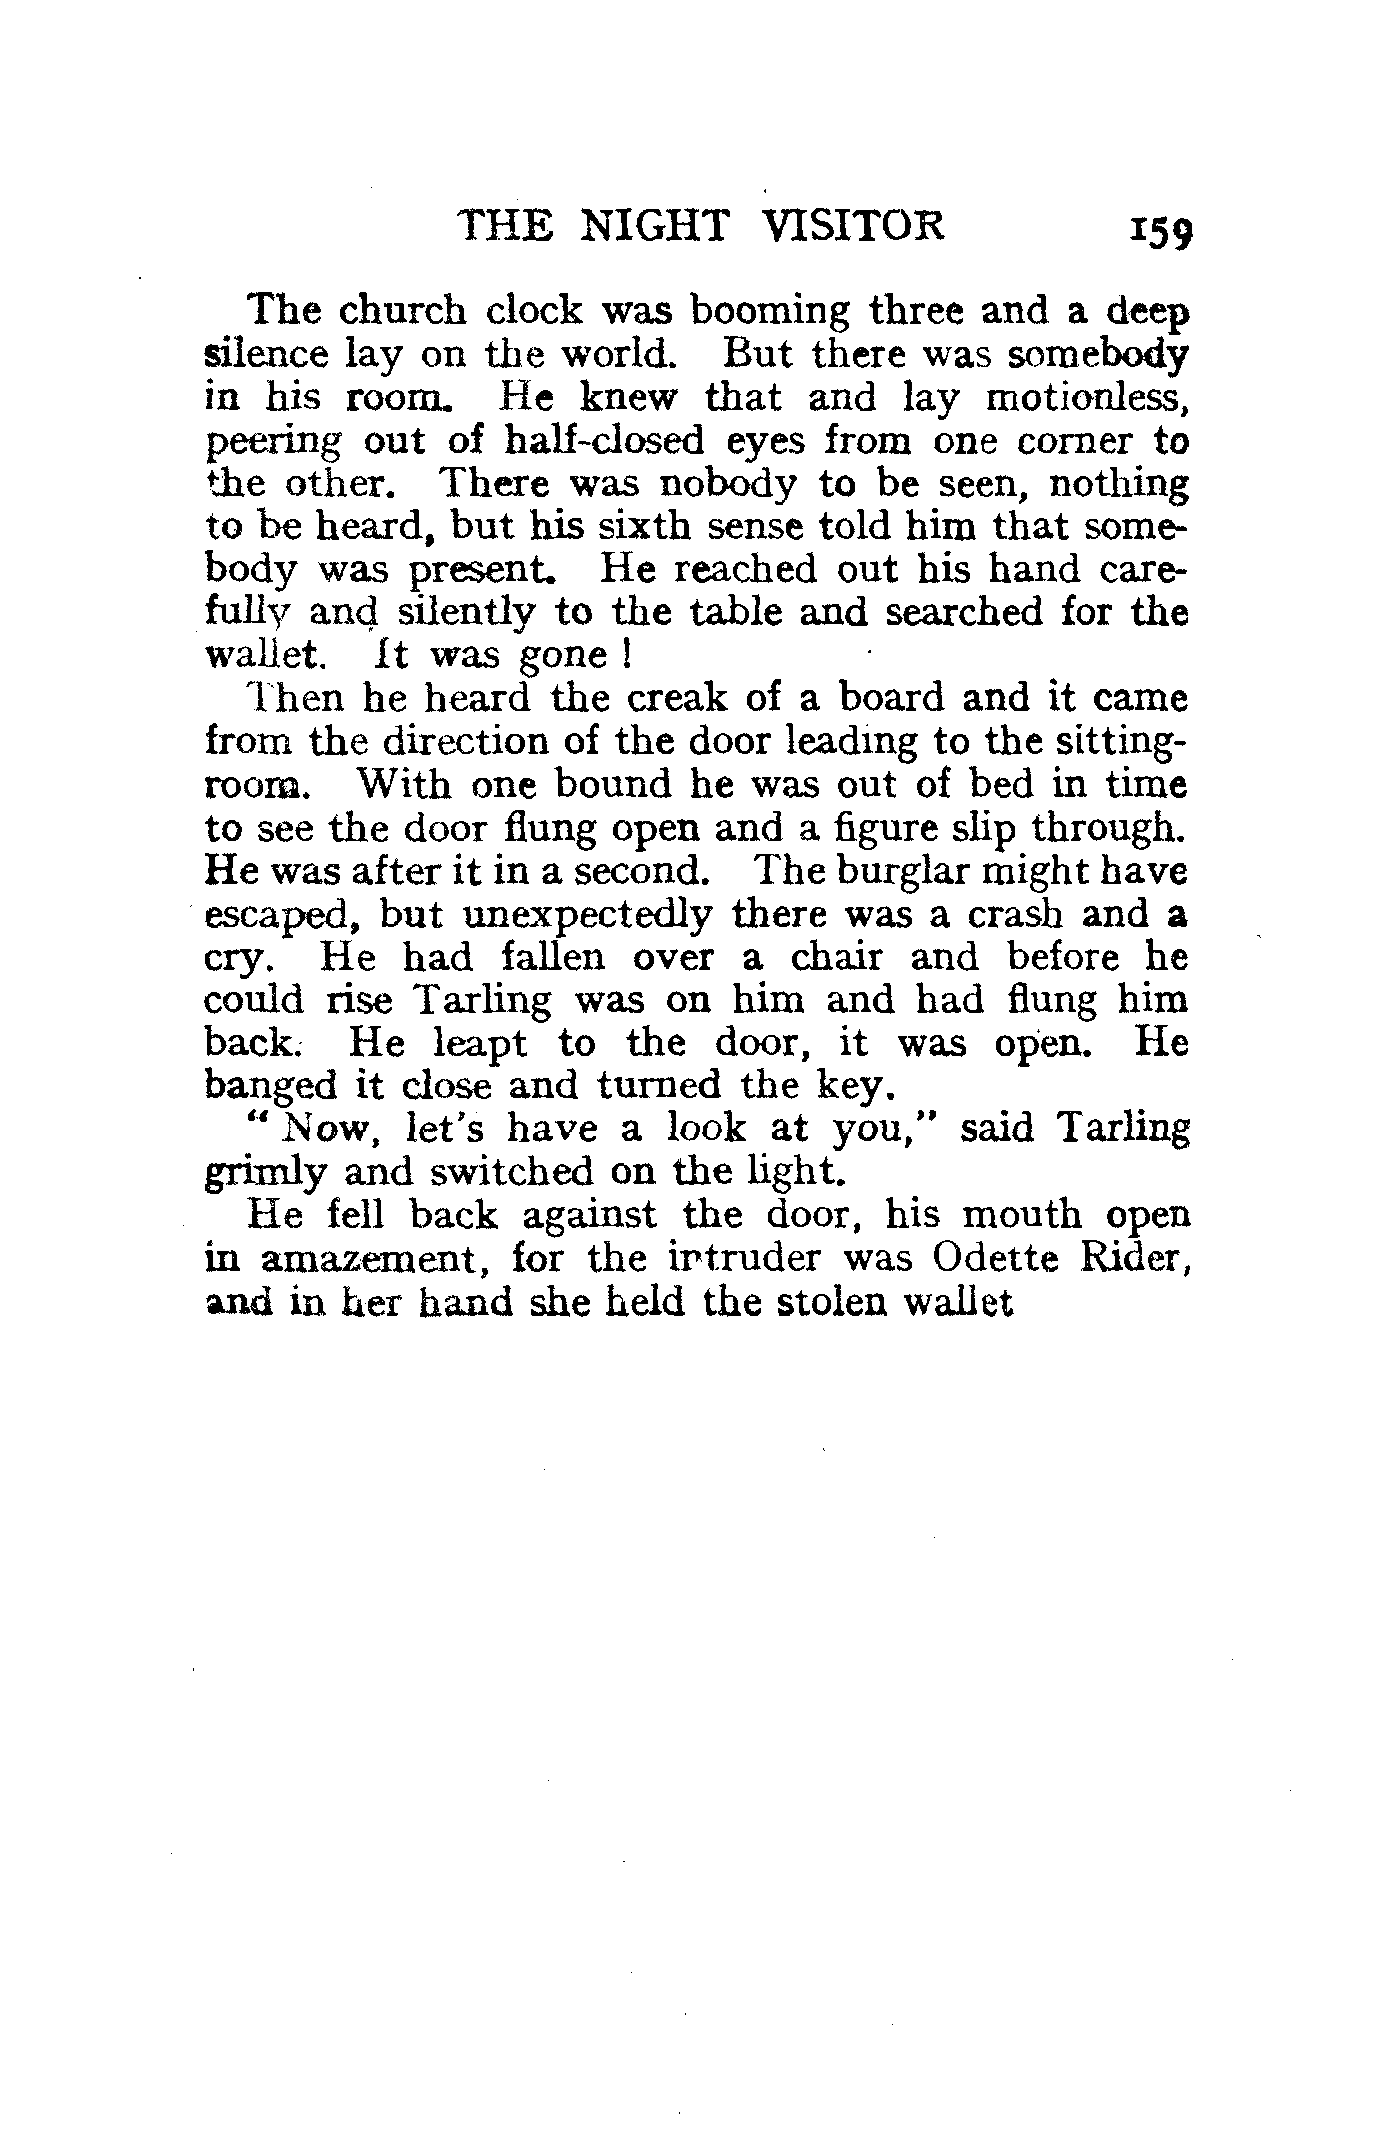 THE NIGHT VISITOR 159
The church clock was booming three and a deep
silence lay on the world. But there was somebody
in his room. He knew that and lay motionless,
peering out of half-closed eyes from one corner to
the other. There was nobody to be seen, nothing
to be heard, but his sixth sense told him that some-
body was present. He reached out his hand care-
fully and silently to the table and searched for the
wallet. It was gone !
Then he heard the creak of a board and it came
from the direction of the door leading to the sitting-
room. With one bound he was out of bed in time
to see the door flung open and a figure slip through.
He was after it in a second. The burglar might have
escaped, but unexpectedly there was a crash and a
cry. He had fallen over a chair and before he
could rise Tarling was on him and had flung him
back. He leapt to the door, it was open. He
banged it close and turned the key.
“ Now, let's have a look at you,” said Tarling
grimly and switched on the light.
He fell back against the door, his mouth open
in amazement, for the intruder was Odette Rider,
and in her hand she held the stolen wallet